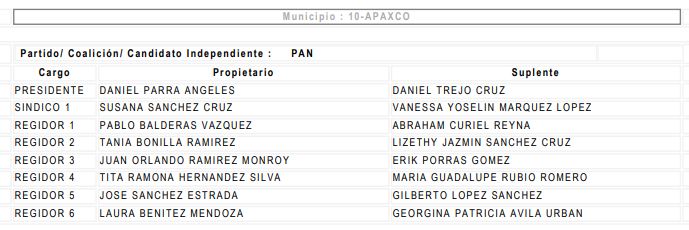 Municipio : 10-APAXCO
Partido/ Coalición/ Candidato Independiente : PAN
Cargo Propietario Suplente
PRESIDENTE DANIEL PARRA ANGELES DANIEL TREJO CRUZ
SINDICO 1 SUSANA SANCHEZ CRUZ VANESSA YOSELIN MARQUEZ LOPEZ
REGIDOR 1 PABLO BALDERAS VAZQUEZ ABRAHAM CURIEL REYNA
REGIDOR 2 TANIA BONILLA RAMIREZ LIZETHY JAZMIN SANCHEZ CRUZ
REGIDOR 3 JUAN ORLANDO RAMIREZ MONROY ERIK PORRAS GOMEZ
REGIDOR 4 TITA RAMONA HERNANDEZ SILVA MARIA GUADALUPE RUBIO ROMERO
REGIDOR 5 JOSE SANCHEZ ESTRADA GILBERTO LOPEZ SANCHEZ
REGIDOR 6 LAURA BENITEZ MENDOZA GEORGINA PATRICIA AVILA URBAN